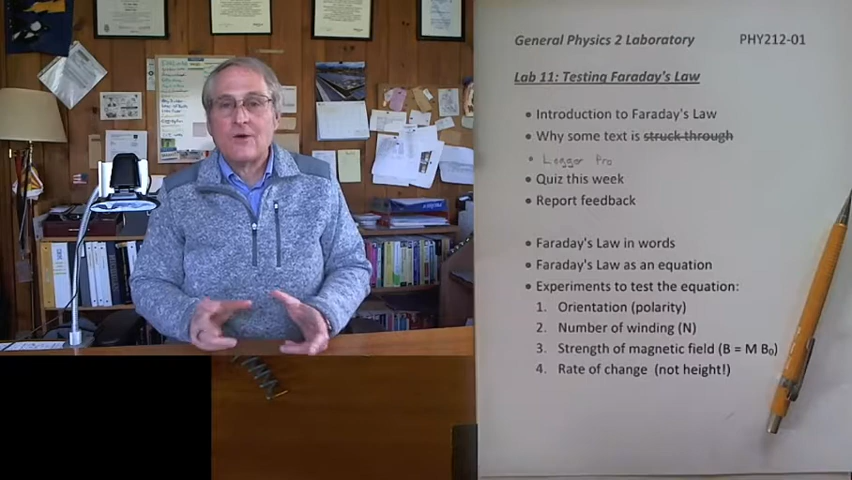 General Physics 2 Laboratory PHY212-01
Lab 11: Testing Faraday's Law
• Introduction to Faraday's Law
• Why some text is struck through
• Logger Pro
• Quiz this week
• Report feedback
• Faraday's Law in words
• Faraday's Law as an equation
• Experiments to test the equation:
1. Orientation (polarity)
2. Number of winding (N)
3. Strength of magnetic field (B = M B₀)
4. Rate of change (not height!)